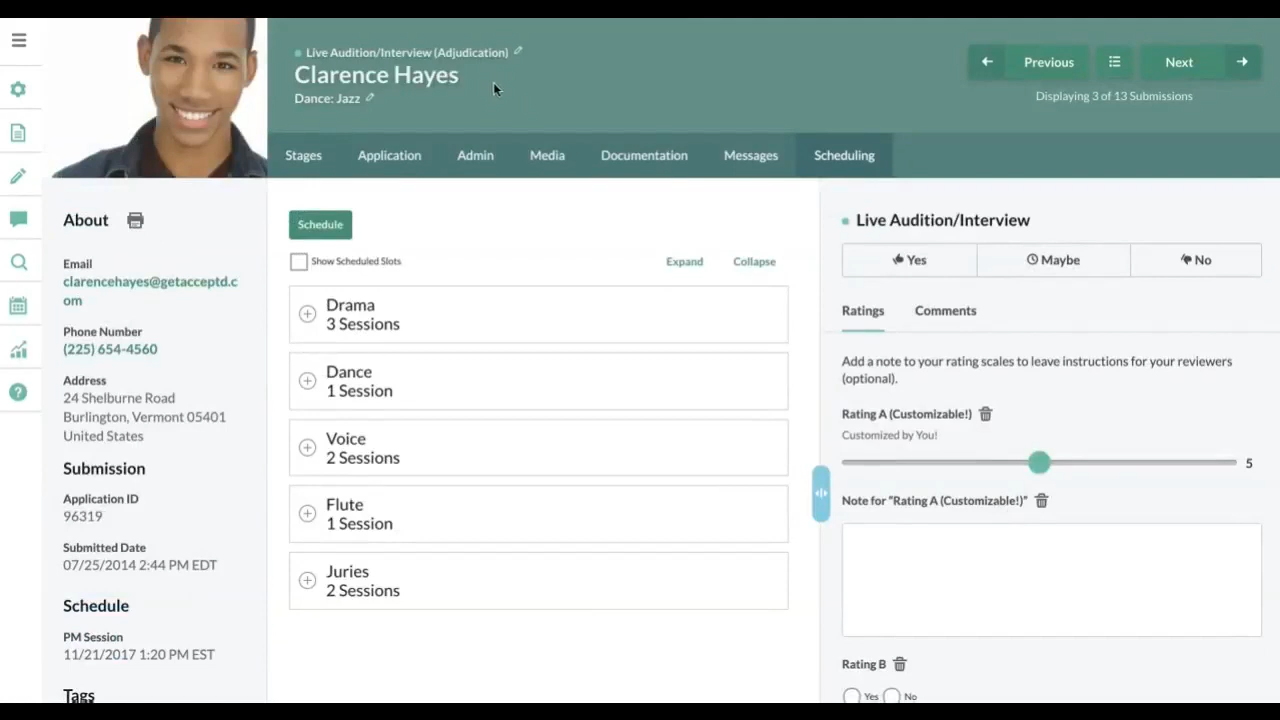 Live Audition/Interview (Adjudication)
Clarence Hayes
Dance: Jazz
Previous
Next
Displaying 3 of 13 Submissions
Stages
Application
Admin
Media
Documentation
Messages
Scheduling
About
Email
clarencehayes@getacceptd.c
om
Phone Number
(225) 654-4560
Address
24 Shelburne Road
Burlington, Vermont 05401
United States
Submission
Application ID
96319
Submitted Date
07/25/2014 2:44 PM EDT
Schedule
PM Session
11/21/2017 1:20 PM EST
Tags
Schedule
Show Scheduled Slots
Expand
Collapse
Drama
3 Sessions
Dance
1 Session
Voice
2 Sessions
Flute
1 Session
Juries
2 Sessions
Live Audition/Interview
Yes
Maybe
No
Ratings
Comments
Add a note to your rating scales to leave instructions for your reviewers
(optional).
Rating A (Customizable!)
Customized by You!
5
Note for "Rating A (Customizable!)"
Rating B
Yes
No